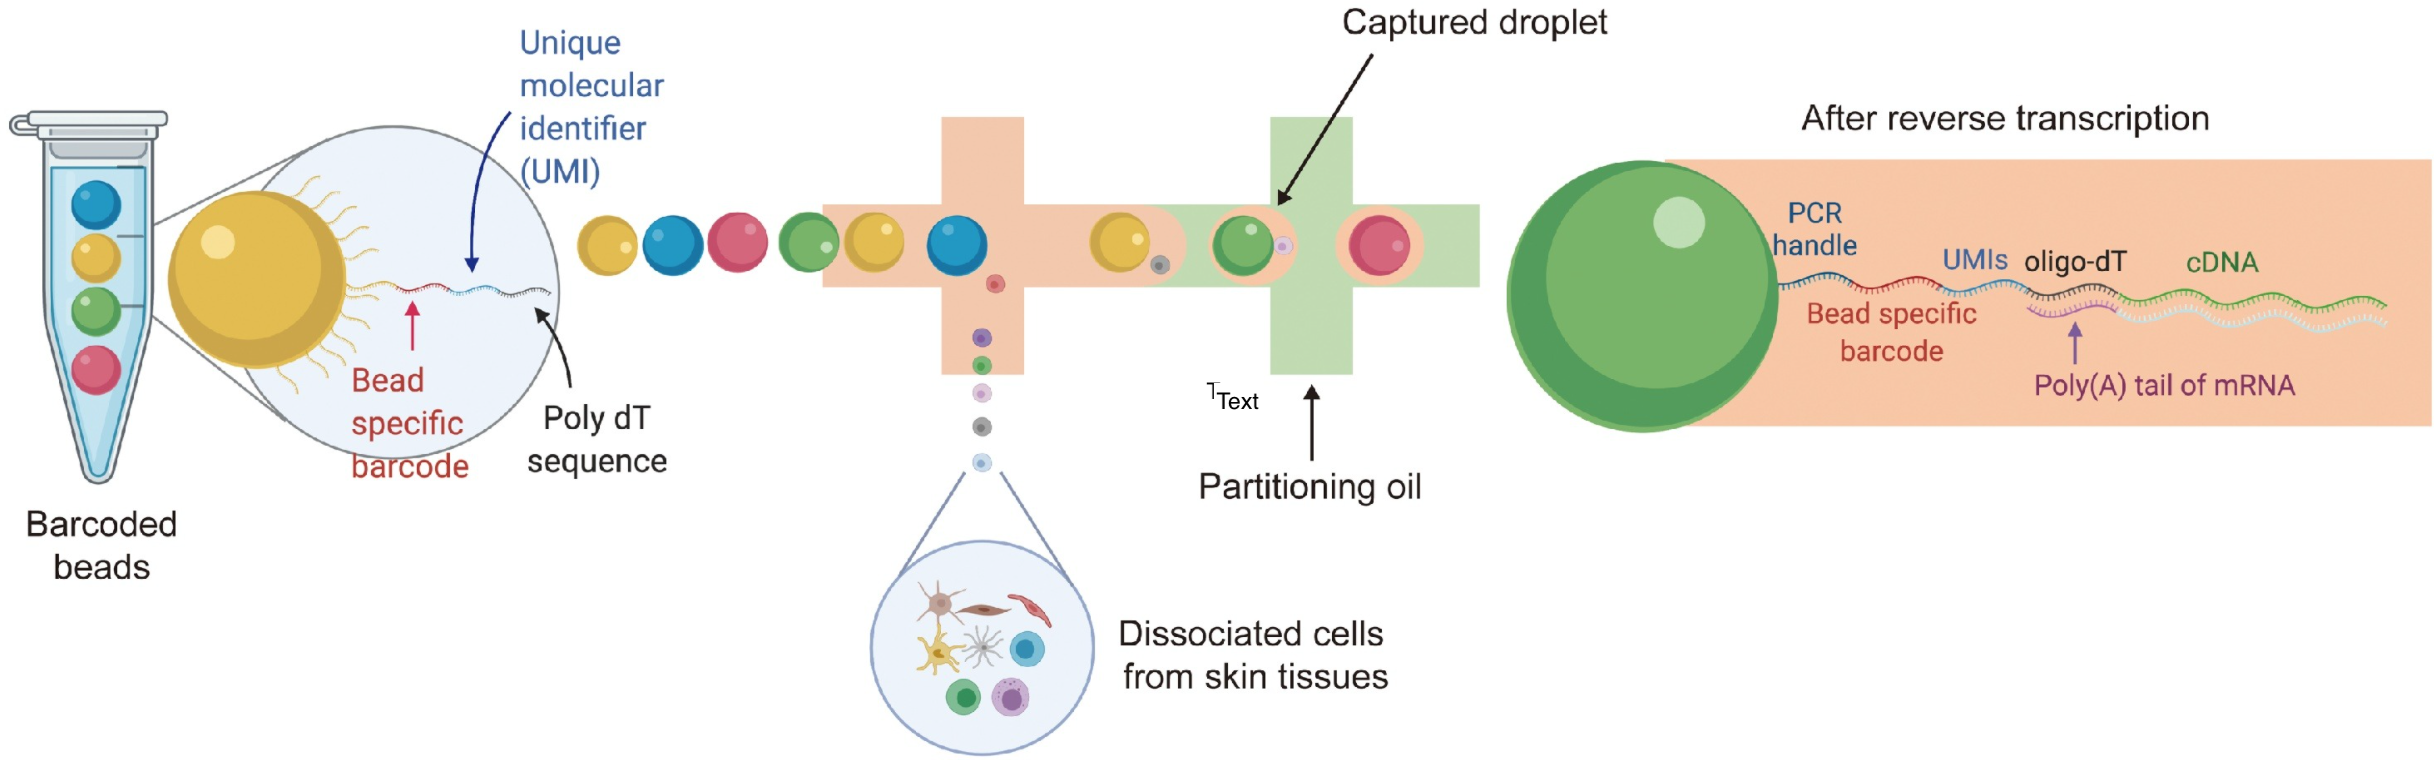 Unique
molecular
identifier
(UMI)
Bead
specific
barcode
Poly dT
sequence
Barcoded
beads
Captured droplet
T
Text
Partitioning oil
Dissociated cells
from skin tissues
After reverse transcription
PCR
handle
UMIs
oligo-dT
cDNA
Bead specific
barcode
Poly(A) tail of mRNA